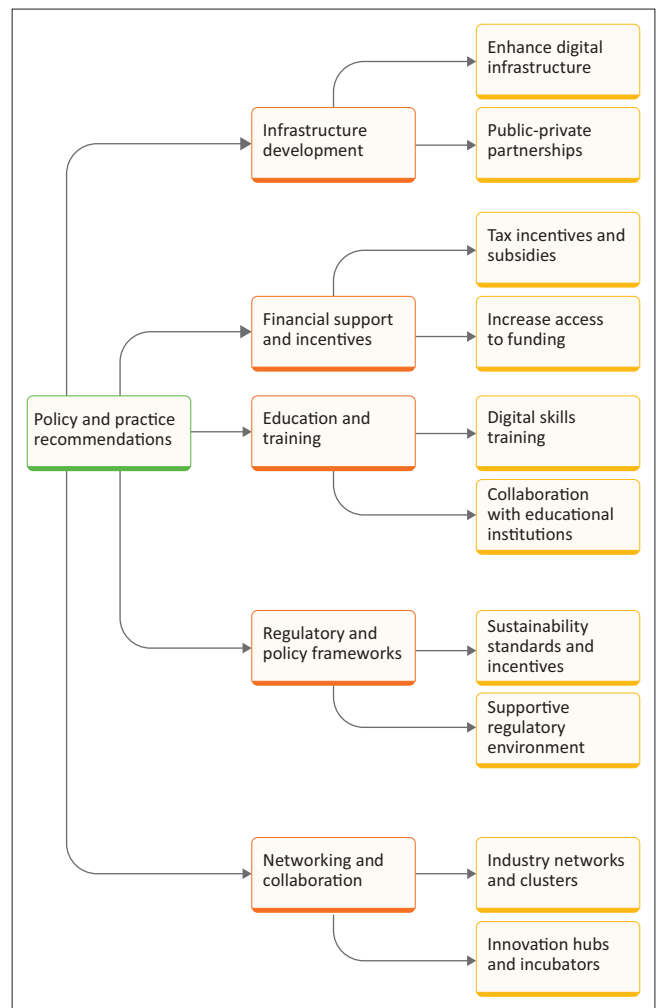 Policy and practice
recommendations
Infrastructure
development
Enhance digital
infrastructure
Public-private
partnerships
Financial support
and incentives
Tax incentives and
subsidies
Increase access
to funding
Education and
training
Digital skills
training
Collaboration
with educational
institutions
Regulatory and
policy frameworks
Sustainability
standards and
incentives
Supportive
regulatory
environment
Networking and
collaboration
Industry networks
and clusters
Innovation hubs
and incubators